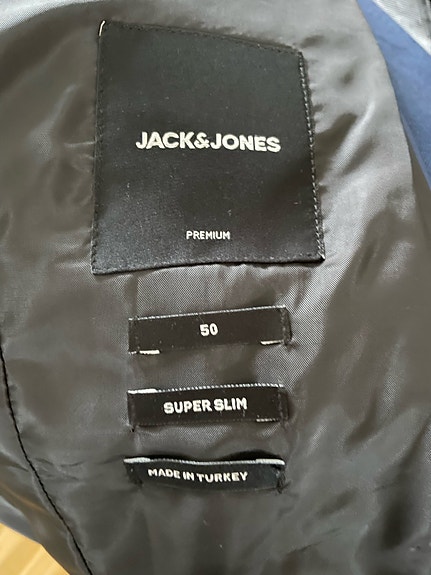 JACK&JONES
PREMIUM
50
SUPER SLIM
MADE IN TURKEY